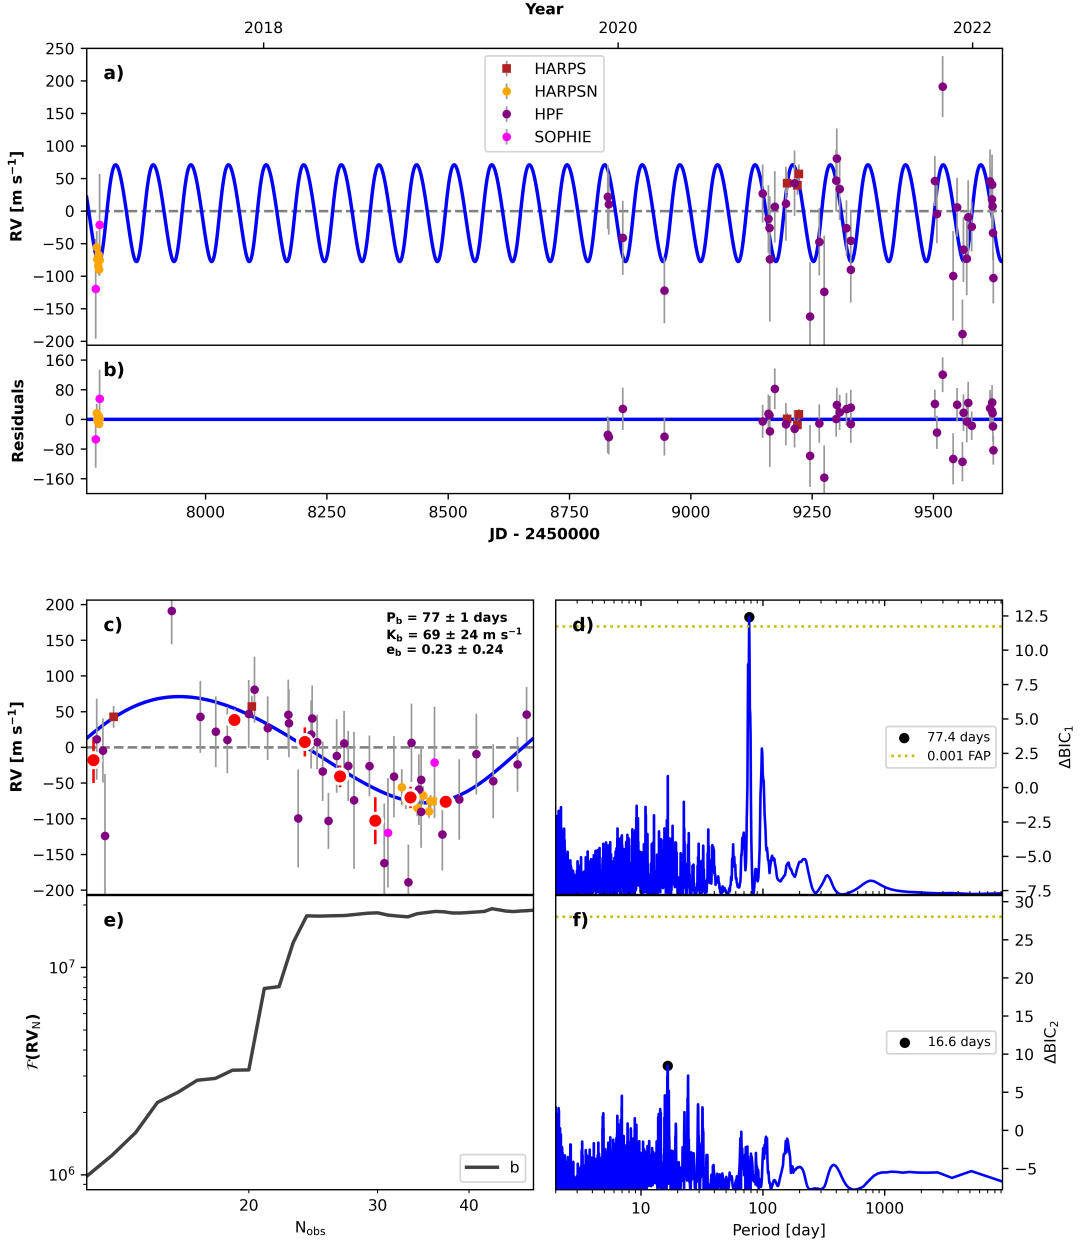 Year
2018 2020 2022
a)
HARPS
HARPSN
HPF
SOPHIE
250
200
150
100
50
0
−50
−100
−150
−200
RV [m s⁻¹]
b)
160
80
0
−80
−160
Residuals
8000 8250 8500 8750 9000 9250 9500
JD - 2450000
c)
P_b = 77 ± 1 days
K_b = 69 ± 24 m s⁻¹
e_b = 0.23 ± 0.24
200
150
100
50
0
−50
−100
−150
−200
RV [m s⁻¹]
d)
77.4 days
0.001 FAP
12.5
10.0
7.5
5.0
2.5
0.0
−2.5
−5.0
−7.5
ΔBIC₁
e)
10⁷
10⁶
ℱ(RV_N)
b
20 30 40
N_obs
f)
16.6 days
30
25
20
15
10
5
0
−5
ΔBIC₂
10 100 1000
Period [day]